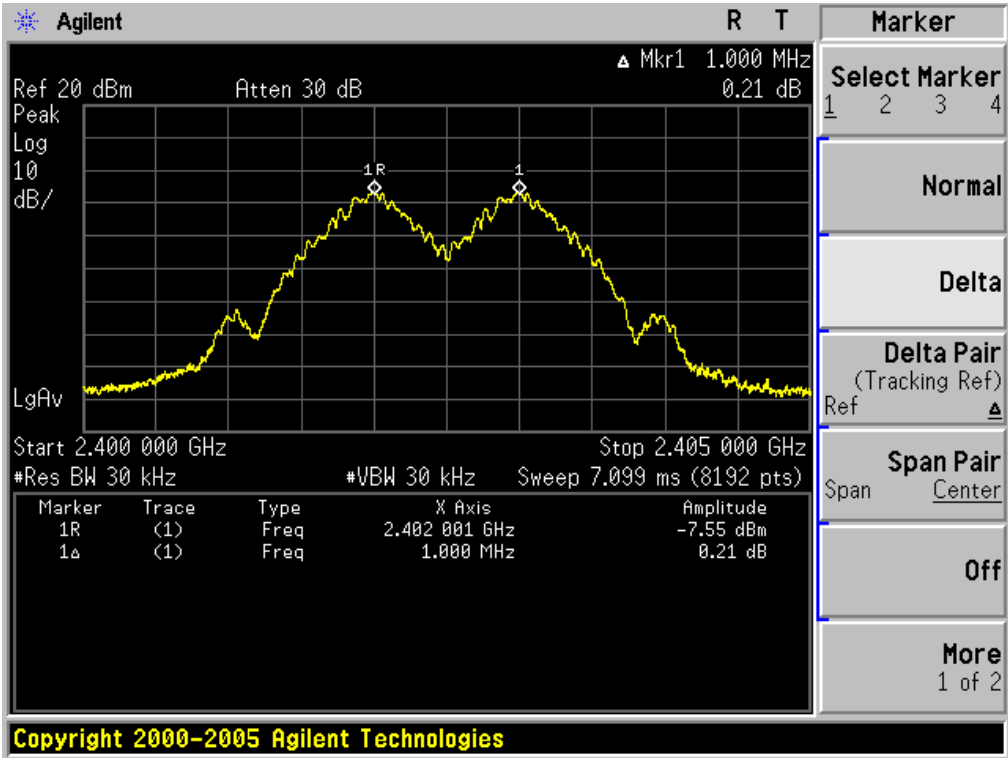 Agilent R T
Δ Mkr1 1.000 MHz
Ref 20 dBm Atten 30 dB 0.21 dB
Peak
Log
10
dB/
1R 1
LgAv
Start 2.400 000 GHz Stop 2.405 000 GHz
#Res BW 30 kHz #VBW 30 kHz Sweep 7.099 ms (8192 pts)
Marker Trace Type X Axis Amplitude
1R (1) Freq 2.402 001 GHz -7.55 dBm
1Δ (1) Freq 1.000 MHz 0.21 dB
Marker
Select Marker
1 2 3 4
Normal
Delta
Delta Pair
(Tracking Ref)
Ref Δ
Span Pair
Span Center
Off
More
1 of 2
Copyright 2000-2005 Agilent Technologies